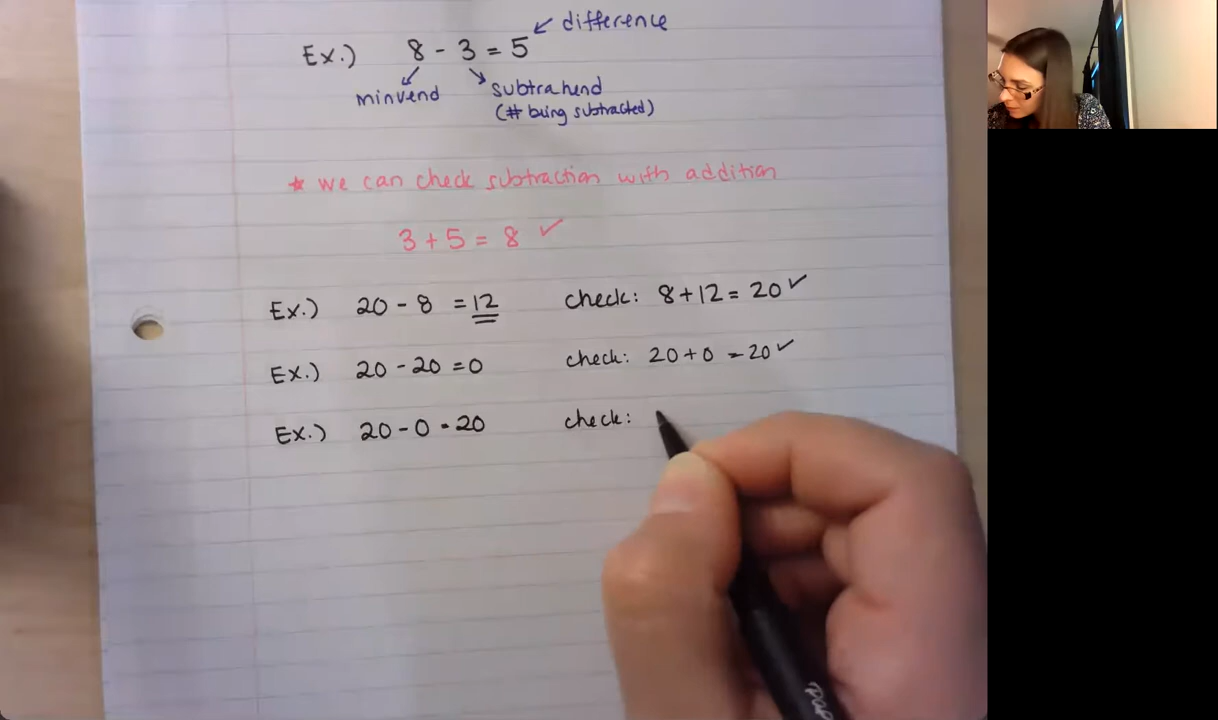 difference
Ex.) 8 - 3 = 5
minuend subtrahend
(# being subtracted)
* we can check subtraction with addition
3 + 5 = 8 ✓
Ex.) 20 - 8 = 12 check: 8 + 12 = 20 ✓
Ex.) 20 - 20 = 0 check: 20 + 0 = 20 ✓
Ex.) 20 - 0 = 20 check: